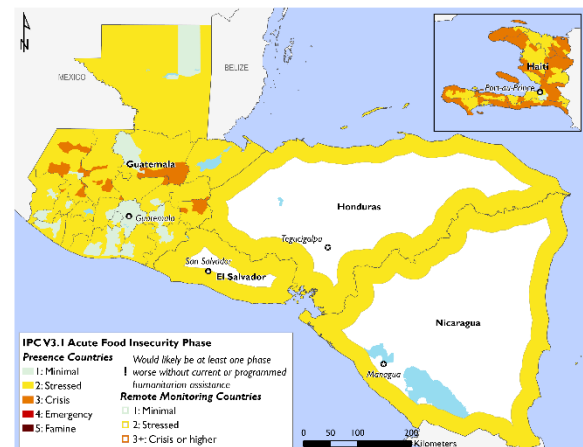 N
MEXICO
BELIZE
Haiti
Port-au-Prince
Guatemala
Guatemala
Honduras
Tegucigalpa
San Salvador
El Salvador
Nicaragua
Managua
IPC V3.1 Acute Food Insecurity Phase
Presence Countries
1: Minimal
2: Stressed
3: Crisis
4: Emergency
5: Famine
Would likely be at least one phase
! worse without current or programmed
humanitarian assistance
Remote Monitoring Countries
1: Minimal
2: Stressed
3+: Crisis or higher
0 50 100 200
Kilometers